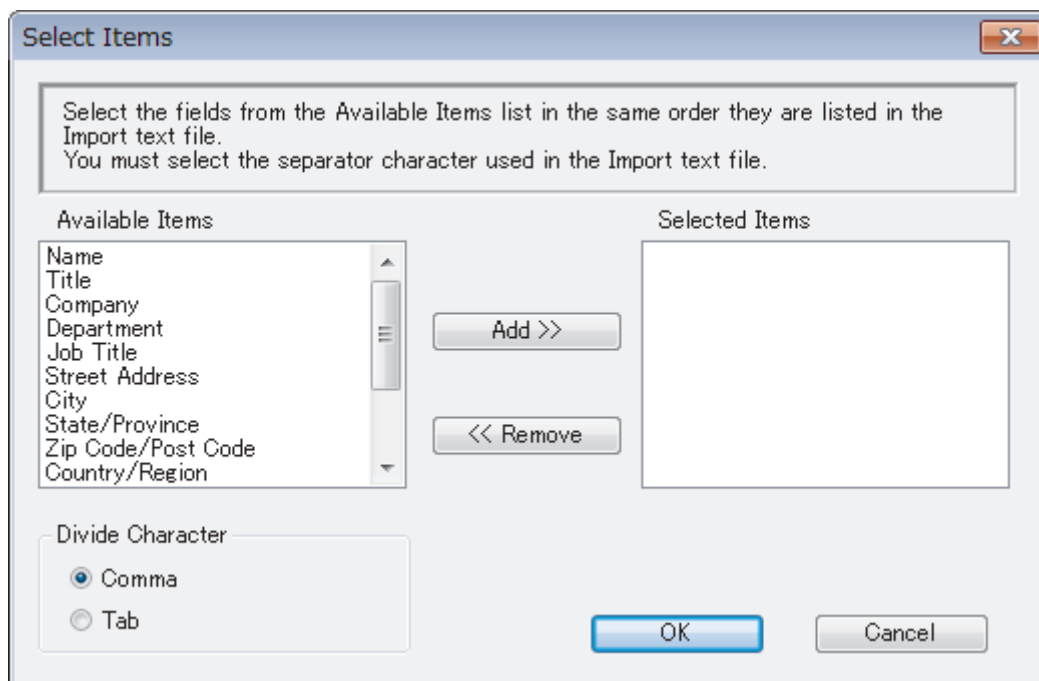 Select Items
Select the fields from the Available Items list in the same order they are listed in the
Import text file.
You must select the separator character used in the Import text file.
Available Items
Selected Items
Name
Title
Company
Department
Job Title
Street Address
City
State/Province
Zip Code/Post Code
Country/Region
Add >>
<< Remove
Divide Character
Comma
Tab
OK
Cancel